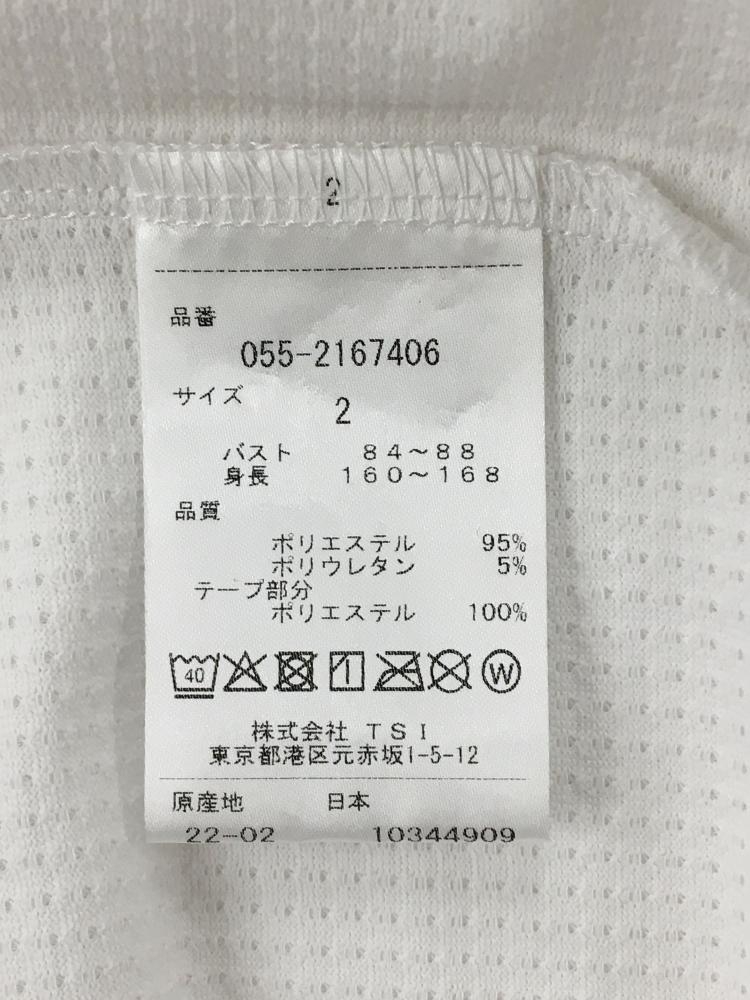 2
品番
055-2167406
サイズ 2
バスト 84〜88
身長 160〜168
品質
ポリエステル 95%
ポリウレタン 5%
テープ部分
ポリエステル 100%
40 W
株式会社 TSI
東京都港区元赤坂1-5-12
原産地 日本
22-02 10344909